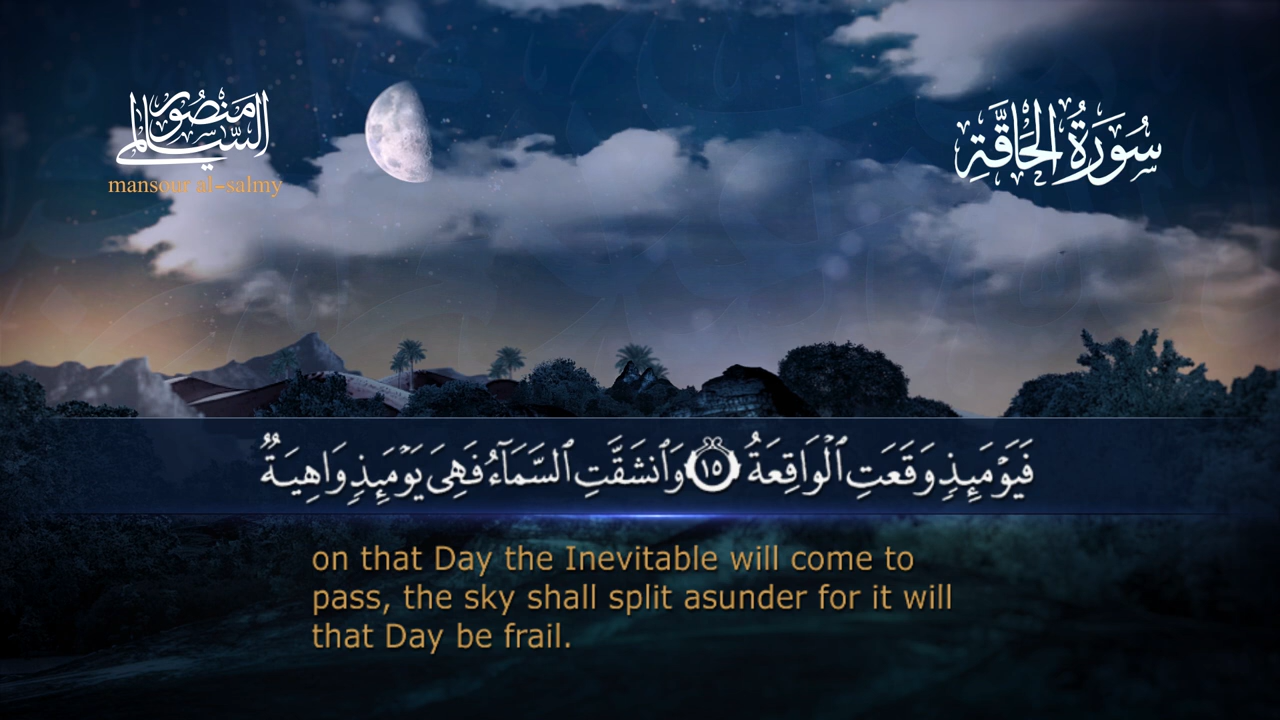 منصور السالمي
mansour al-salmy
سُورَةُ الحَاقَّةِ
فَيَوْمَئِذٍ وَقَعَتِ ٱلْوَاقِعَةُ ١٥ وَٱنشَقَّتِ ٱلسَّمَآءُ فَهِىَ يَوْمَئِذٍ وَاهِيَةٌ
on that Day the Inevitable will come to
pass, the sky shall split asunder for it will
that Day be frail.